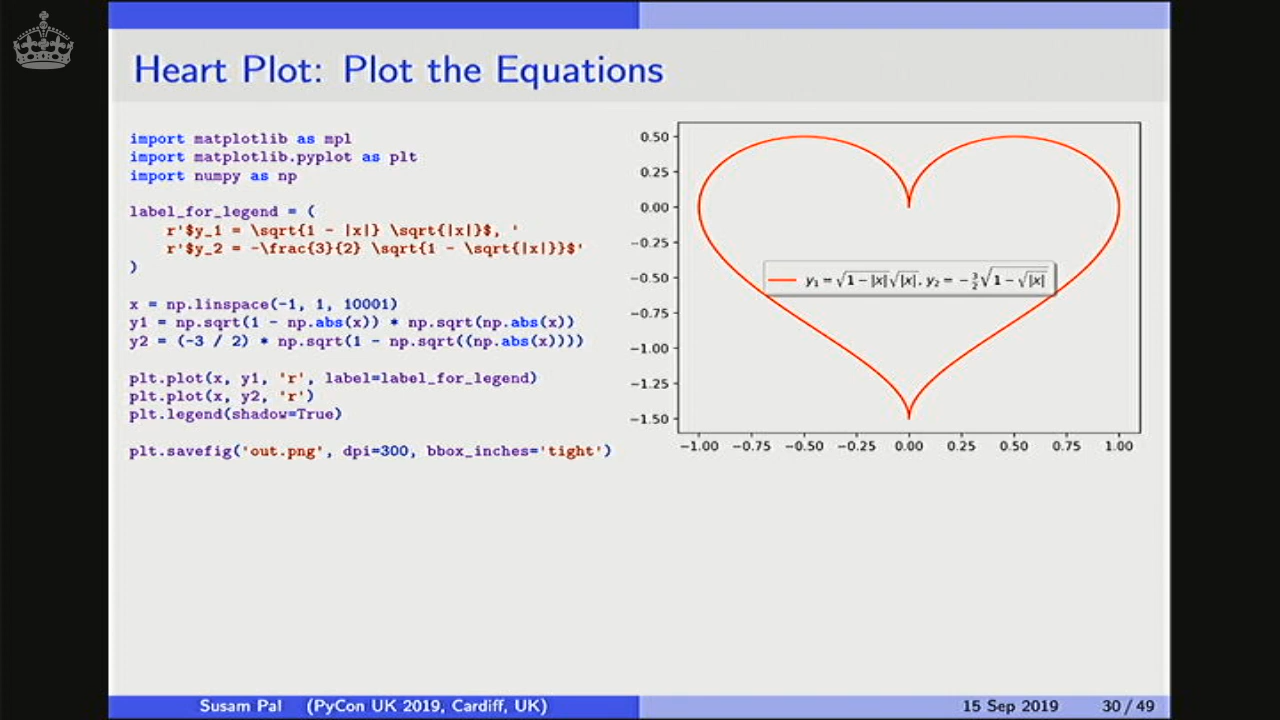 Heart Plot: Plot the Equations
import matplotlib as mpl
import matplotlib.pyplot as plt
import numpy as np
label_for_legend = (
r'$y_1 = \sqrt{1 - |x|} \sqrt{|x|}$, '
r'$y_2 = -\frac{3}{2} \sqrt{1 - \sqrt{|x|}}$'
)
x = np.linspace(-1, 1, 10001)
y1 = np.sqrt(1 - np.abs(x)) * np.sqrt(np.abs(x))
y2 = (-3 / 2) * np.sqrt(1 - np.sqrt((np.abs(x))))
plt.plot(x, y1, 'r', label=label_for_legend)
plt.plot(x, y2, 'r')
plt.legend(shadow=True)
plt.savefig('out.png', dpi=300, bbox_inches='tight')
0.50
0.25
0.00
−0.25
−0.50
−0.75
−1.00
−1.25
−1.50
y₁ = √(1 − |x|)√|x|, y₂ = −3/2√(1 − √|x|)
−1.00 −0.75 −0.50 −0.25 0.00 0.25 0.50 0.75 1.00
Susam Pal (PyCon UK 2019, Cardiff, UK) 15 Sep 2019 30 / 49